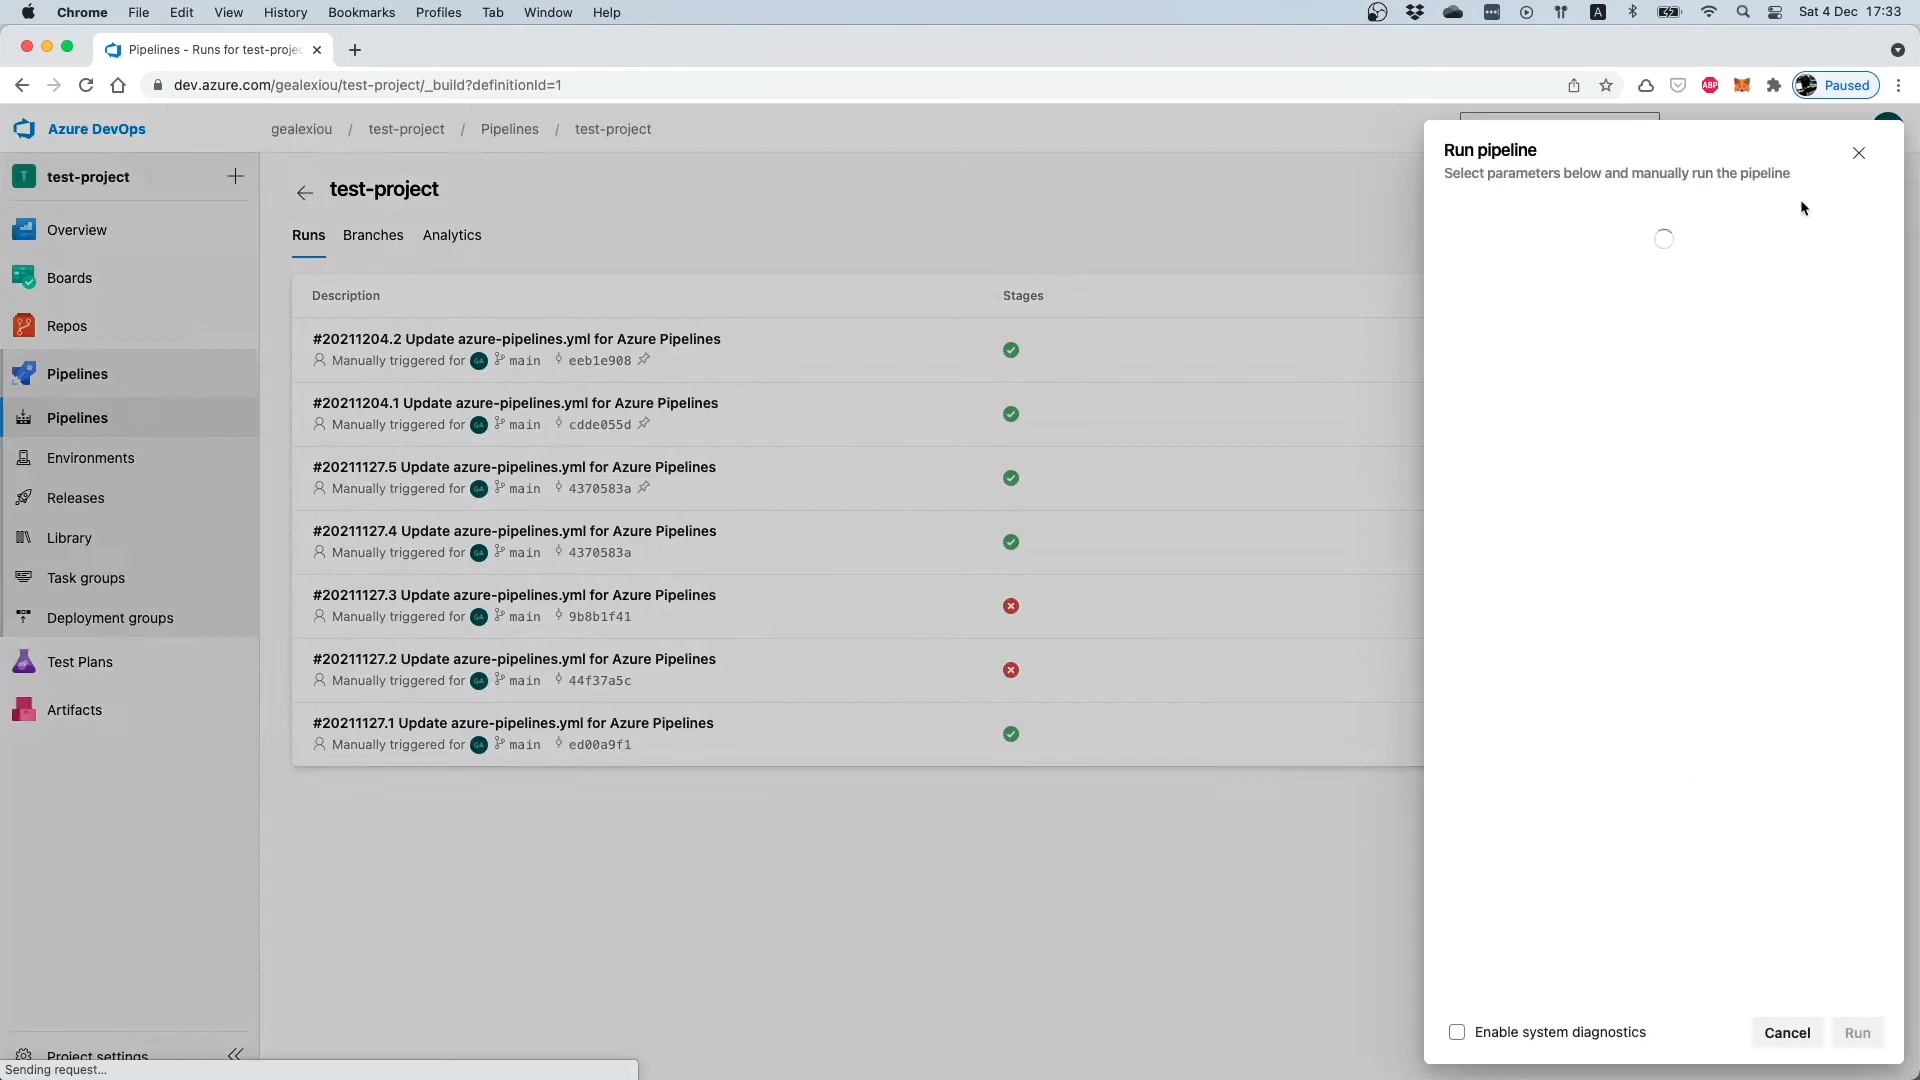 Chrome File Edit View History Bookmarks Profiles Tab Window Help A Sat 4 Dec 17:33
Pipelines - Runs for test-projec
dev.azure.com/gealexiou/test-project/_build?definitionId=1 ABP Paused
Azure DevOps gealexiou / test-project / Pipelines / test-project
T test-project
Overview
Boards
Repos
Pipelines
Pipelines
Environments
Releases
Library
Task groups
Deployment groups
Test Plans
Artifacts
Project settings
Sending request...
test-project
Runs Branches Analytics
Description Stages
#20211204.2 Update azure-pipelines.yml for Azure Pipelines
Manually triggered for GA main eeb1e908
#20211204.1 Update azure-pipelines.yml for Azure Pipelines
Manually triggered for GA main cdde055d
#20211127.5 Update azure-pipelines.yml for Azure Pipelines
Manually triggered for GA main 4370583a
#20211127.4 Update azure-pipelines.yml for Azure Pipelines
Manually triggered for GA main 4370583a
#20211127.3 Update azure-pipelines.yml for Azure Pipelines
Manually triggered for GA main 9b8b1f41
#20211127.2 Update azure-pipelines.yml for Azure Pipelines
Manually triggered for GA main 44f37a5c
#20211127.1 Update azure-pipelines.yml for Azure Pipelines
Manually triggered for GA main ed00a9f1
Run pipeline
Select parameters below and manually run the pipeline
Enable system diagnostics Cancel Run